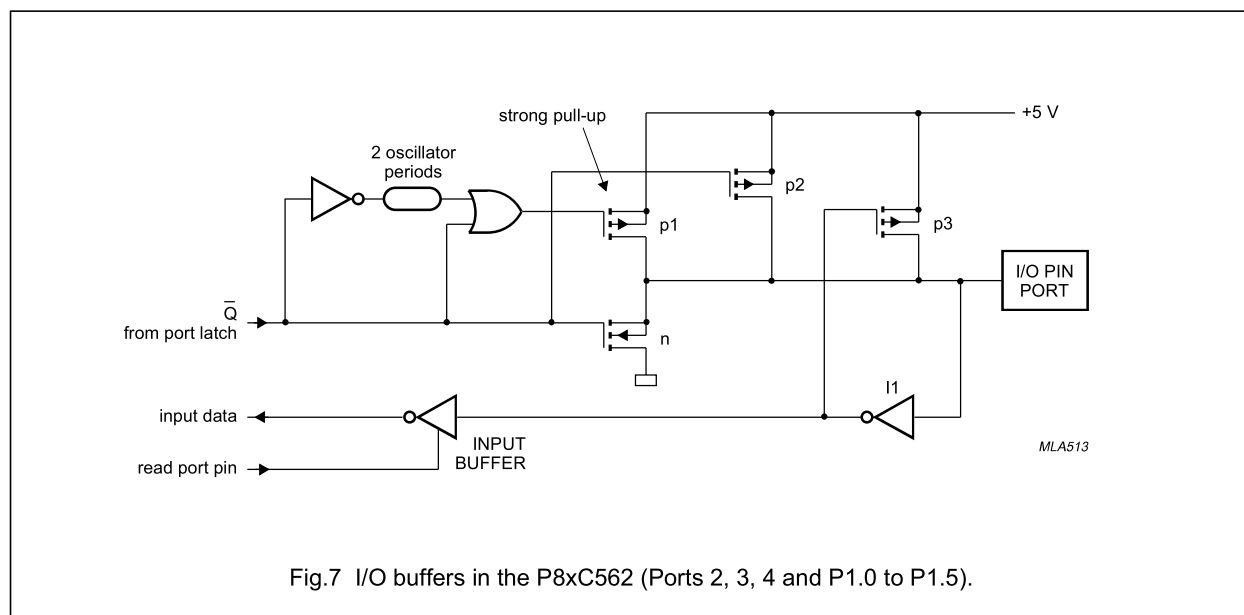 strong pull-up
+5 V
2 oscillator
periods
p2
p1
p3
I/O PIN
PORT
Q̅
from port latch
n
I1
input data
INPUT
BUFFER
read port pin
MLA513
Fig.7 I/O buffers in the P8xC562 (Ports 2, 3, 4 and P1.0 to P1.5).